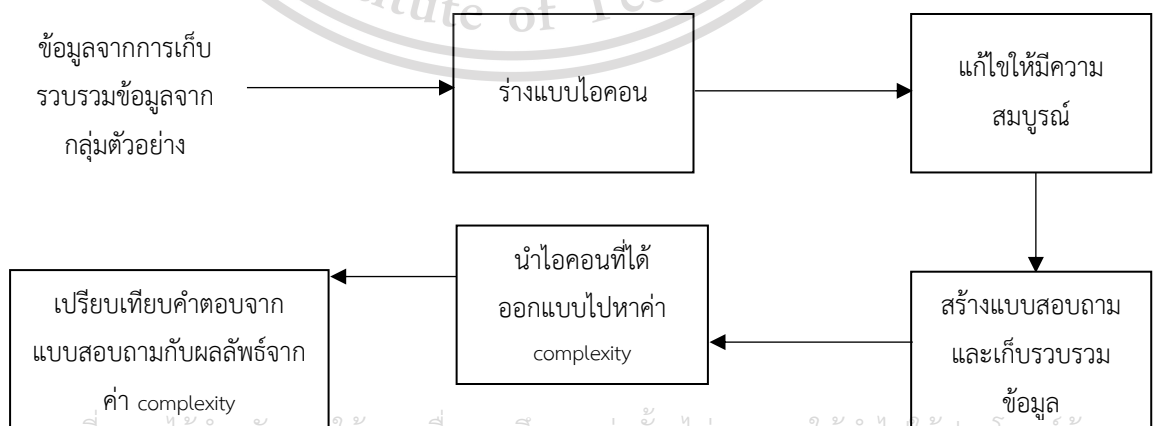 itute of Tec
ข้อมูลจากการเก็บ
รวบรวมข้อมูลจาก
กลุ่มตัวอย่าง
ร่างแบบไอคอน
แก้ไขให้มีความ
สมบูรณ์
สร้างแบบสอบถาม
และเก็บรวบรวม
ข้อมูล
นำไอคอนที่ได้
ออกแบบไปหาค่า
complexity
เปรียบเทียบคำตอบจาก
แบบสอบถามกับผลลัพธ์จาก
ค่า complexity